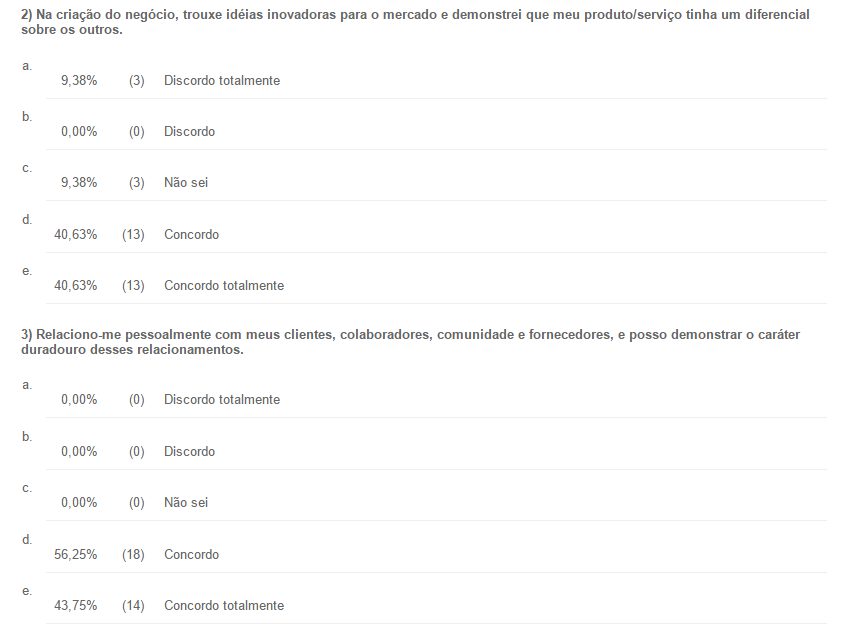 2) Na criação do negócio, trouxe idéias inovadoras para o mercado e demonstrei que meu produto/serviço tinha um diferencial
sobre os outros.
a.
9,38% (3) Discordo totalmente
b.
0,00% (0) Discordo
c.
9,38% (3) Não sei
d.
40,63% (13) Concordo
e.
40,63% (13) Concordo totalmente
3) Relaciono-me pessoalmente com meus clientes, colaboradores, comunidade e fornecedores, e posso demonstrar o caráter
duradouro desses relacionamentos.
a.
0,00% (0) Discordo totalmente
b.
0,00% (0) Discordo
c.
0,00% (0) Não sei
d.
56,25% (18) Concordo
e.
43,75% (14) Concordo totalmente